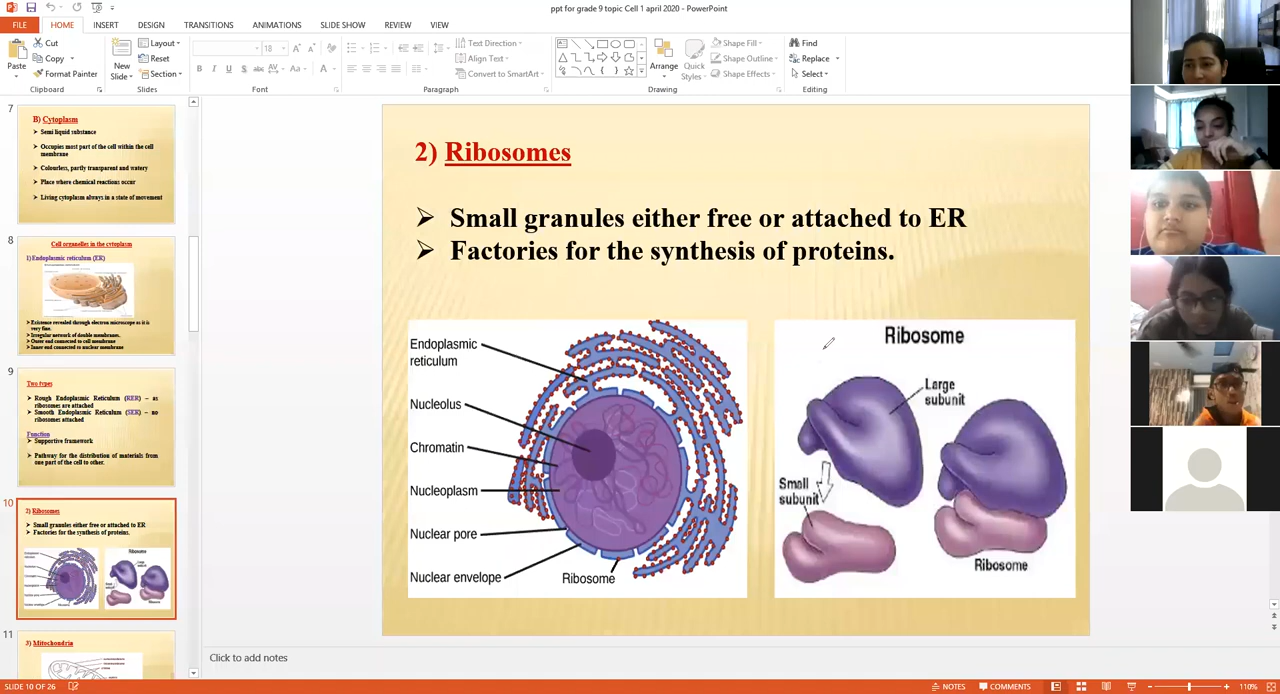 ppt for grade 9 topic Cell 1 april 2020 - PowerPoint
FILE HOME INSERT DESIGN TRANSITIONS ANIMATIONS SLIDE SHOW REVIEW VIEW
Paste
Cut
Copy
Format Painter
Clipboard
New Slide
Layout
Reset
Section
Slides
18
B I U S abc AV Aa A
Font
Text Direction
Align Text
Convert to SmartArt
Paragraph
Arrange
Quick Styles
Shape Fill
Shape Outline
Shape Effects
Drawing
Find
Replace
Select
Editing
7
B) Cytoplasm
Semi liquid substance
Occupies most part of the cell within the cell
membrane
Colourless, partly transparent and watery
Place where chemical reactions occur
Living cytoplasm always in a state of movement
8
Cell organelles in the cytoplasm
1) Endoplasmic reticulum (ER)
Existence revealed through electron microscope as it is
very fine.
Irregular network of double membranes.
Outer end connected to cell membrane
Inner end connected to nuclear membrane
9
Two types
Rough Endoplasmic Reticulum (RER) – as
ribosomes are attached
Smooth Endoplasmic Reticulum (SER) – no
ribosomes attached
Function
Supportive framework
Pathway for the distribution of materials from
one part of the cell to other.
10
2) Ribosomes
Small granules either free or attached to ER
Factories for the synthesis of proteins.
11
3) Mitochondria
2) Ribosomes
➢ Small granules either free or attached to ER
➢ Factories for the synthesis of proteins.
Endoplasmic
reticulum
Nucleolus
Chromatin
Nucleoplasm
Nuclear pore
Nuclear envelope
Ribosome
Ribosome
Large
subunit
Small
subunit
Ribosome
Click to add notes
SLIDE 10 OF 26
NOTES
COMMENTS
110%